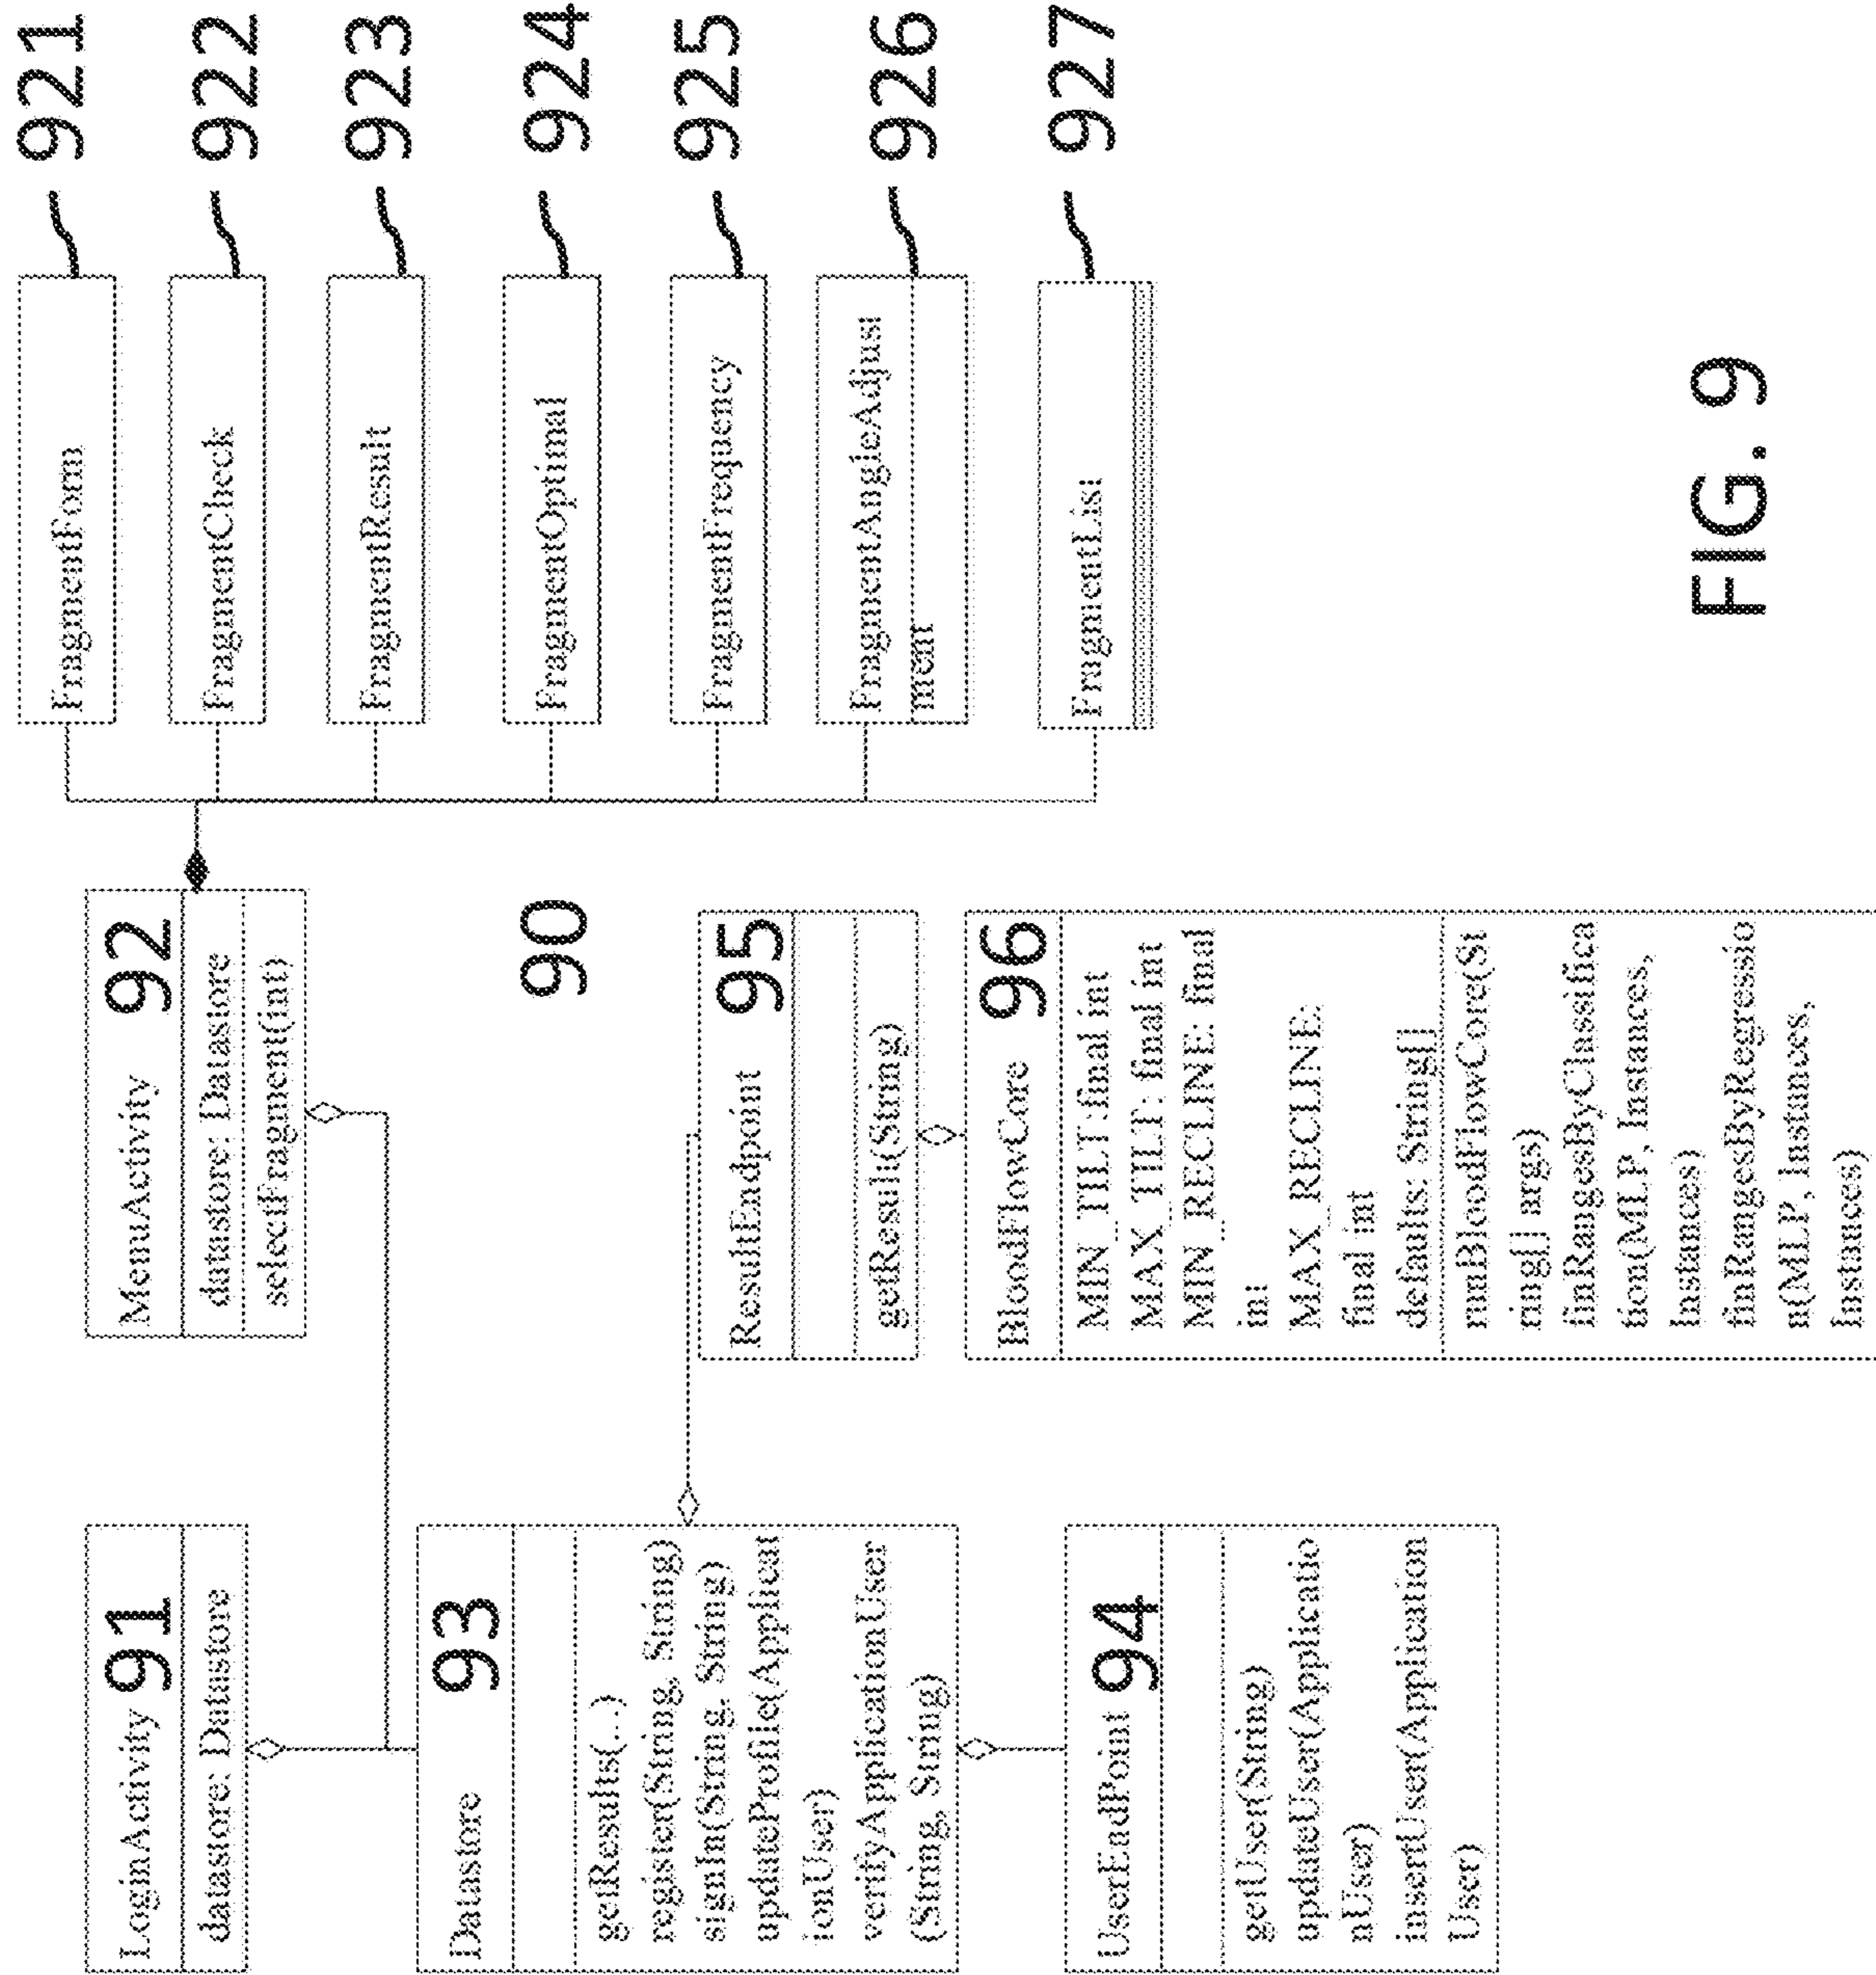 LoginActivity 91
datastore: Datastore
MenuActivity 92
datastore: Datastore
selectFragment(int)
Datastore 93
getResults(...)
register(String, String)
signIn(String, String)
updateProfile(Applicat
ionUser)
verifyApplicationUser
(String, String)
UserEndPoint 94
getUser(String)
updateUser(Applicatio
nUser)
insertUser(Application
User)
90
ResultEndpoint 95
getResult(String)
BloodFlowCore 96
MIN_TILT:final int
MAX_TILT: final int
MIN_RECLINE: final
int
MAX_RECLINE:
final int
defaults: String[]
runBloodFlowCore(St
ring[] args)
finRangesByClassifica
tion(MLP, Instances,
Instances)
finRangesByRegressio
n(MLP, Instances,
Instances)
FragmentForm 921
FragmentCheck 922
FragmentResult 923
FragmentOptimal 924
FragmentFrequency 925
FragmentAngleAdjust
ment
926
FragmentList 927
FIG. 9